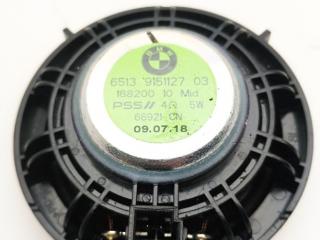 BMW
6513 9151127 03
168200 10 Mid
PSS// 4Ω 5W
66921 CN
09.07.18